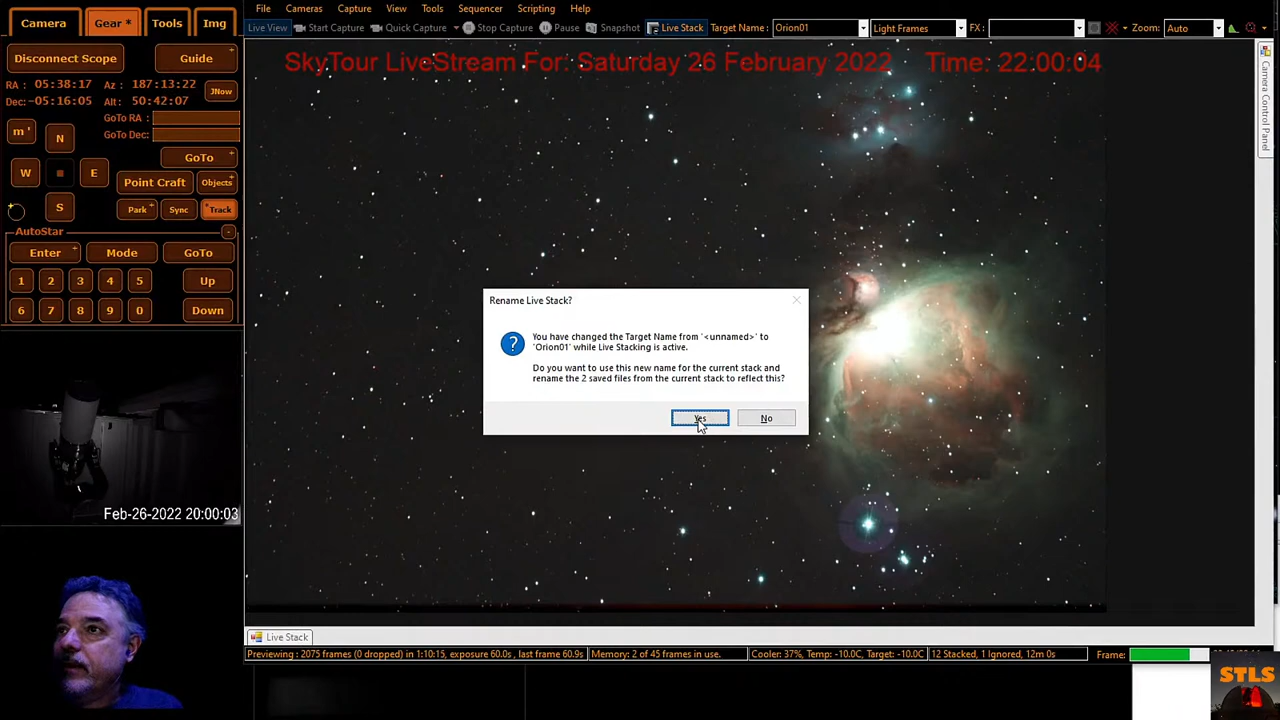 Camera Gear * Tools Img
File Cameras Capture View Tools Sequencer Scripting Help
Live View Start Capture Quick Capture Stop Capture Pause Snapshot Live Stack Target Name : Orion01 Light Frames FX : Zoom: Auto
Disconnect Scope Guide
SkyTour LiveStream For: Saturday 26 February 2022 Time: 22:00:04
Camera Control Panel
RA : 05:38:17 Az : 187:13:22
Dec: -05:16:05 Alt : 50:42:07
JNow
GoTo RA :
GoTo Dec:
m ' N
GoTo
W E
Point Craft Objects
S
Park Sync Track
AutoStar
Enter Mode GoTo
1 2 3 4 5 Up
6 7 8 9 0 Down
Rename Live Stack?
You have changed the Target Name from '<unnamed>' to
'Orion01' while Live Stacking is active.
Do you want to use this new name for the current stack and
rename the 2 saved files from the current stack to reflect this?
Yes No
Feb-26-2022 20:00:03
Live Stack
Previewing : 2075 frames (0 dropped) in 1:10:15, exposure 60.0s , last frame 60.9s Memory: 2 of 45 frames in use. Cooler: 37%, Temp: -10.0C, Target: -10.0C 12 Stacked, 1 Ignored, 12m 0s Frame:
STLS